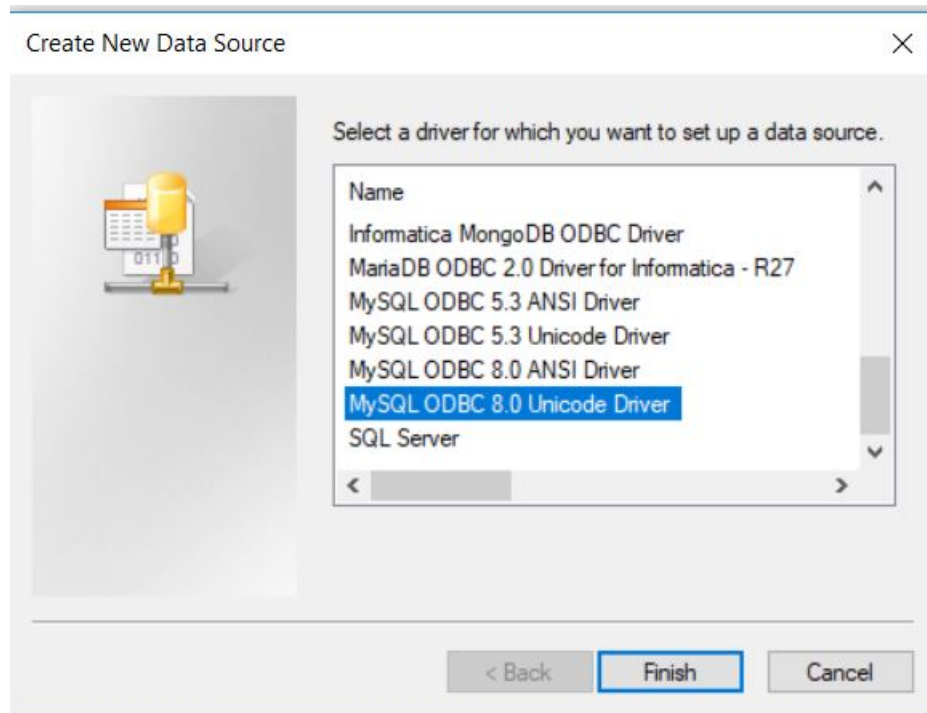 Create New Data Source
Select a driver for which you want to set up a data source.
Name
Informatica MongoDB ODBC Driver
MariaDB ODBC 2.0 Driver for Informatica - R27
MySQL ODBC 5.3 ANSI Driver
MySQL ODBC 5.3 Unicode Driver
MySQL ODBC 8.0 ANSI Driver
MySQL ODBC 8.0 Unicode Driver
SQL Server
< Back Finish Cancel